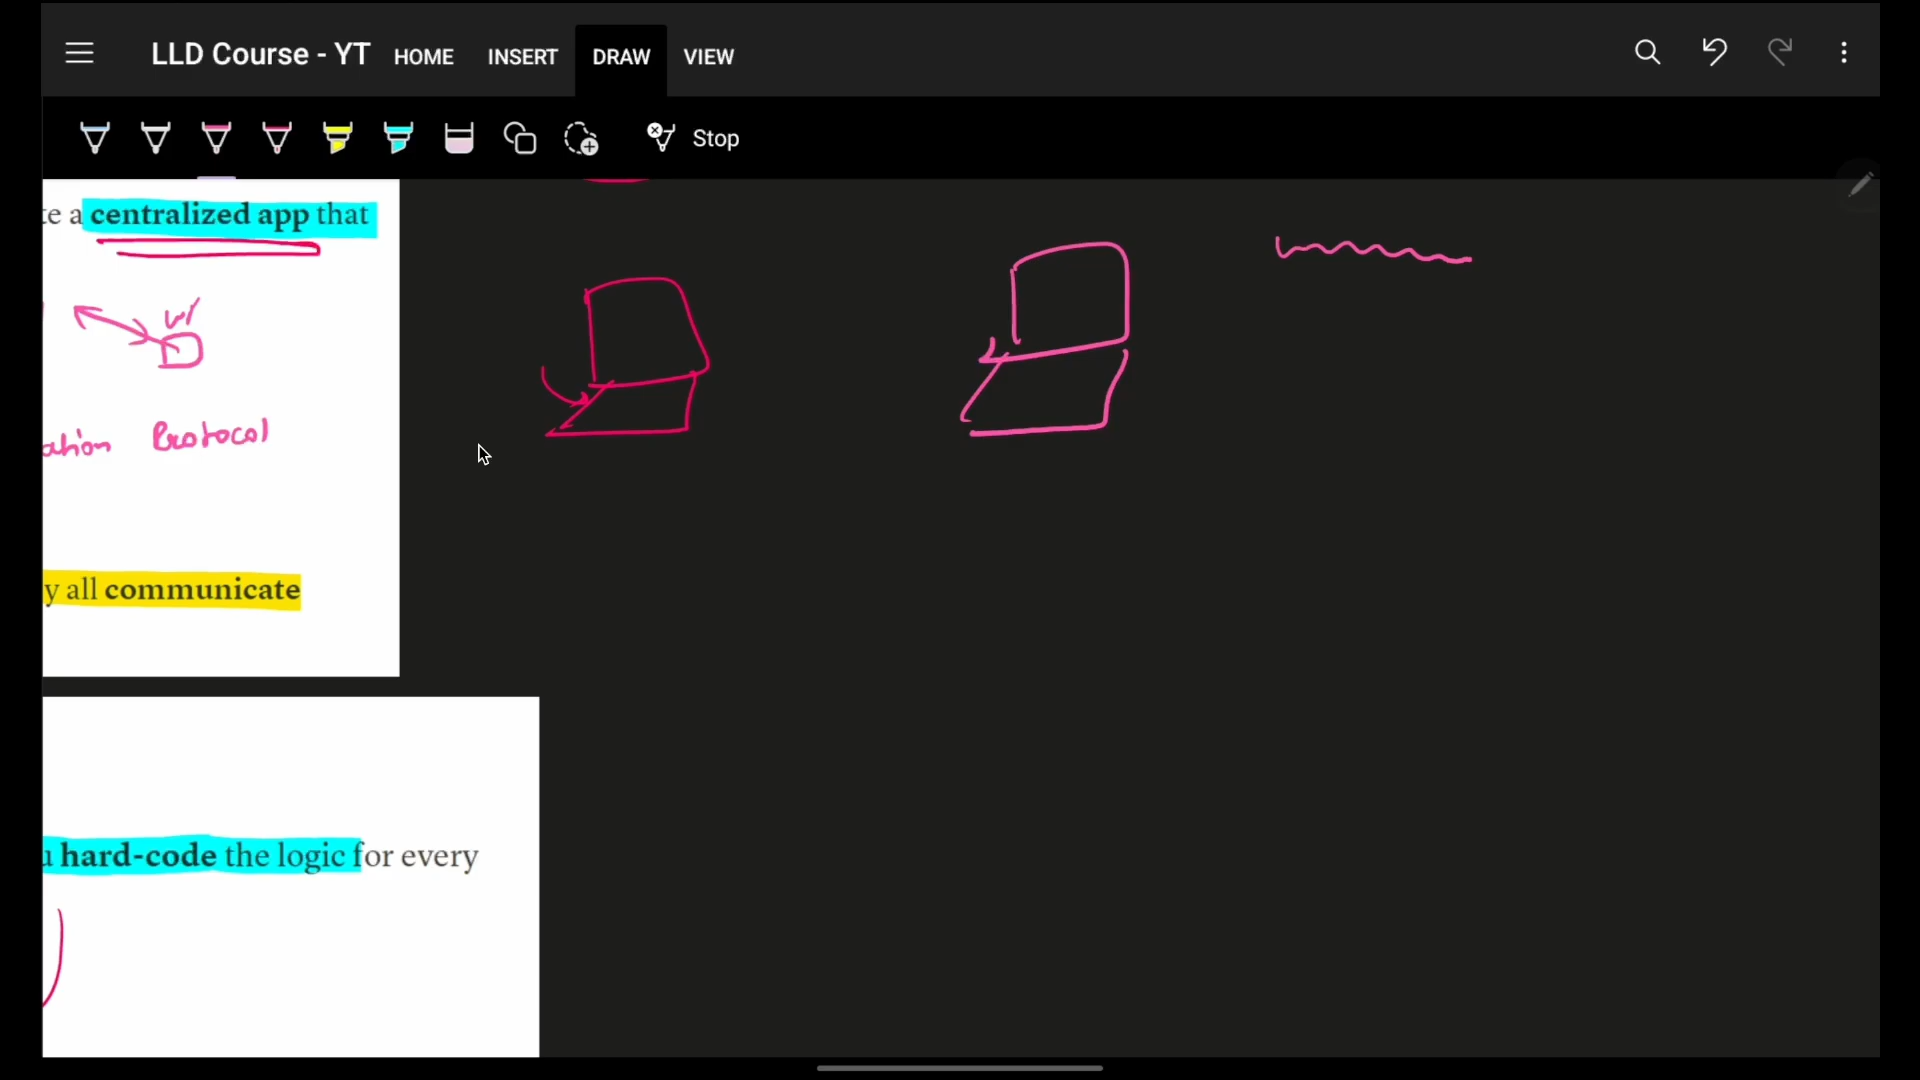 LLD Course - YT HOME INSERT DRAW VIEW
Stop
te a centralized app that
ation Protocol
y all communicate
u hard-code the logic for every